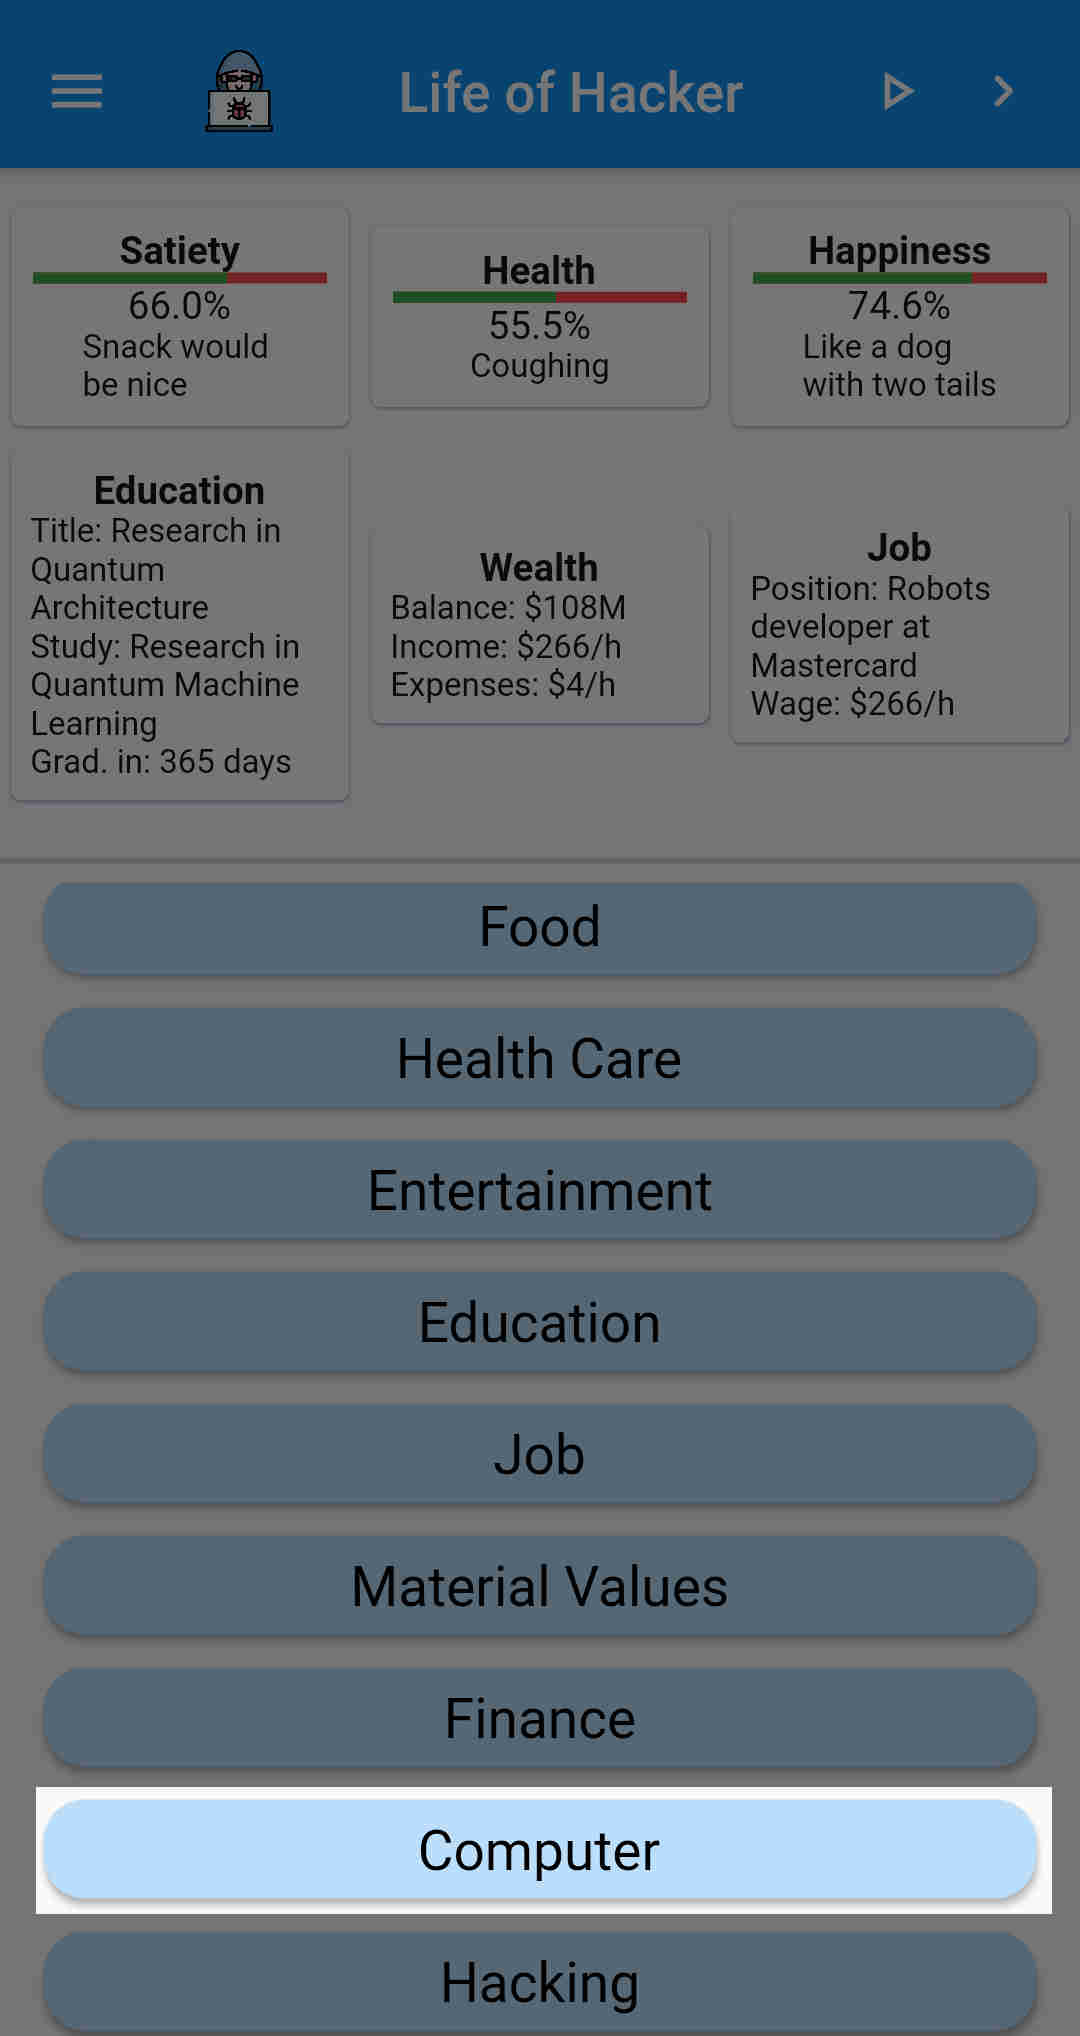 Life of Hacker
Satiety
66.0%
Snack would
be nice
Health
55.5%
Coughing
Happiness
74.6%
Like a dog
with two tails
Education
Title: Research in
Quantum
Architecture
Study: Research in
Quantum Machine
Learning
Grad. in: 365 days
Wealth
Balance: $108M
Income: $266/h
Expenses: $4/h
Job
Position: Robots
developer at
Mastercard
Wage: $266/h
Food
Health Care
Entertainment
Education
Job
Material Values
Finance
Computer
Hacking